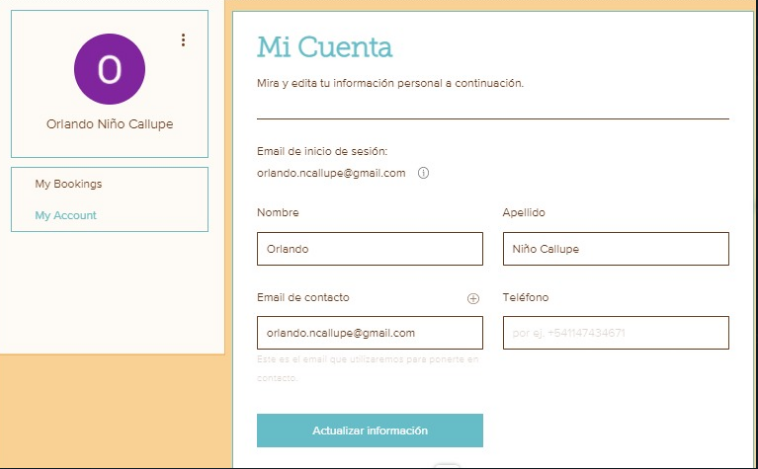 O
Orlando Niño Callupe
My Bookings
My Account
Mi Cuenta
Mira y edita tu información personal a continuación.
Email de inicio de sesión:
orlando.ncallupe@gmail.com
Nombre
Apellido
Orlando
Niño Callupe
Email de contacto
Teléfono
orlando.ncallupe@gmail.com
por ej. +541147434671
Este es el email que utilizaremos para ponerte en
contacto.
Actualizar información